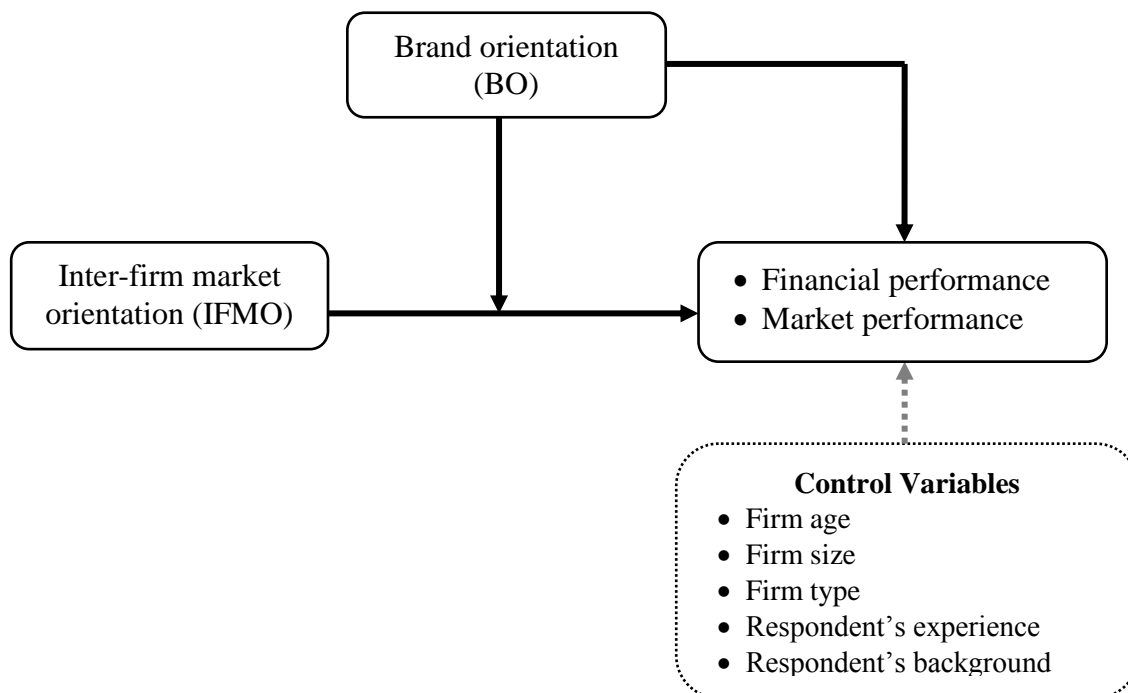 Brand orientation
(BO)
Inter-firm market
orientation (IFMO)
• Financial performance
• Market performance
Control Variables
• Firm age
• Firm size
• Firm type
• Respondent’s experience
• Respondent’s background